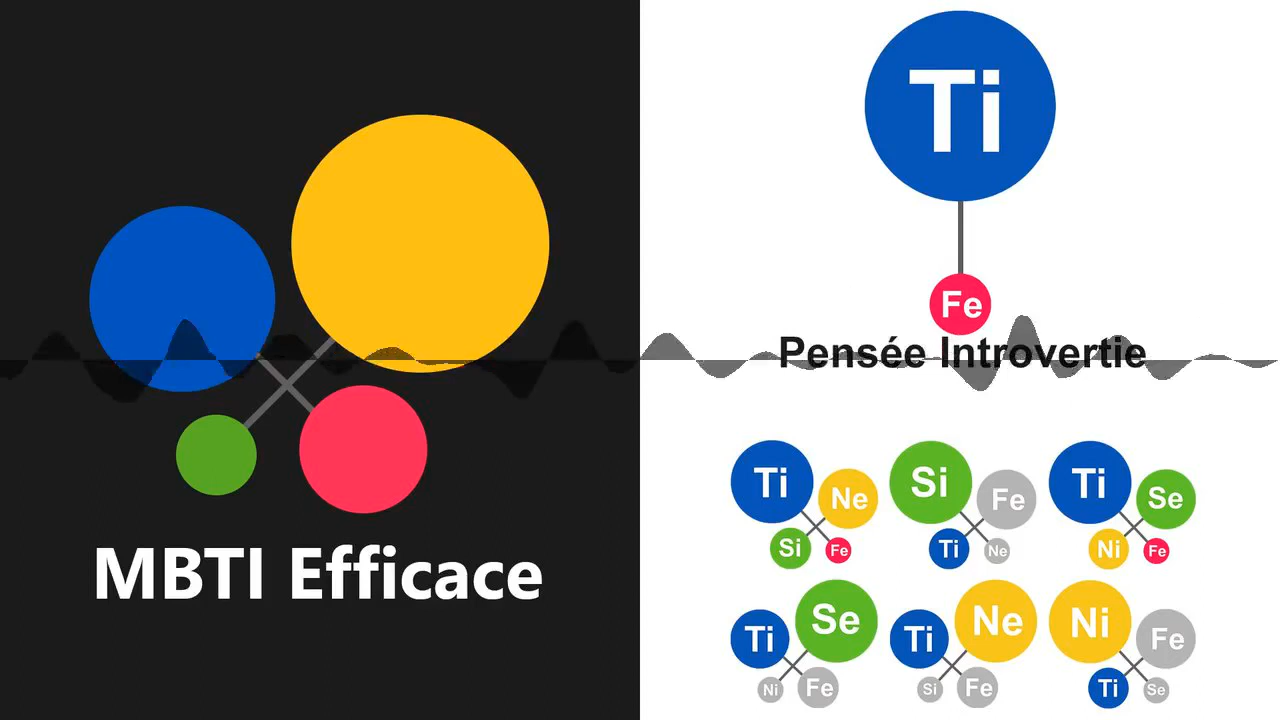 MBTI Efficace
Ti
Fe
Pensée Introvertie
Ti
Ne
Si
Fe
Si
Fe
Ti
Ne
Ti
Se
Ni
Fe
Ti
Se
Ni
Fe
Ti
Ne
Si
Fe
Ni
Fe
Ti
Se